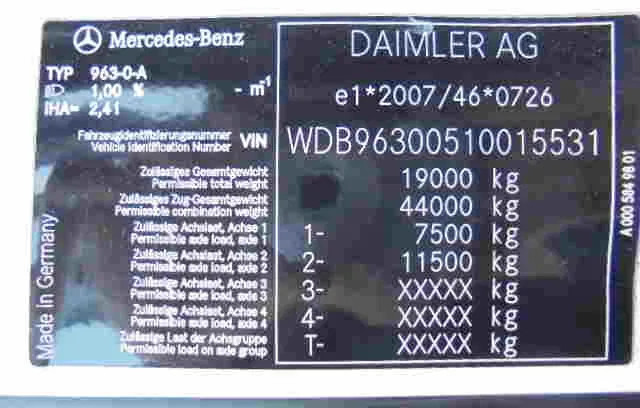 Mercedes-Benz
DAIMLER AG
TYP 963-0-A
1,00 % - m-1
IHA= 2,41
e1*2007/46*0726
Fahrzeugidentifizierungsnummer
Vehicle Identification Number VIN WDB96300510015531
Zulässiges Gesamtgewicht
Permissible total weight 19000 kg
Zulässiges Zug-Gesamtgewicht
Permissible combination weight 44000 kg
Zulässige Achslast, Achse 1
Permissible axle load, axle 1 1- 7500 kg
Zulässige Achslast, Achse 2
Permissible axle load, axle 2 2- 11500 kg
Zulässige Achslast, Achse 3
Permissible axle load, axle 3 3- XXXXX kg
Zulässige Achslast, Achse 4
Permissible axle load, axle 4 4- XXXXX kg
Zulässige Last der Achsgruppe
Permissible load on axle group T- XXXXX kg
Made in Germany
A 000 584 98 01